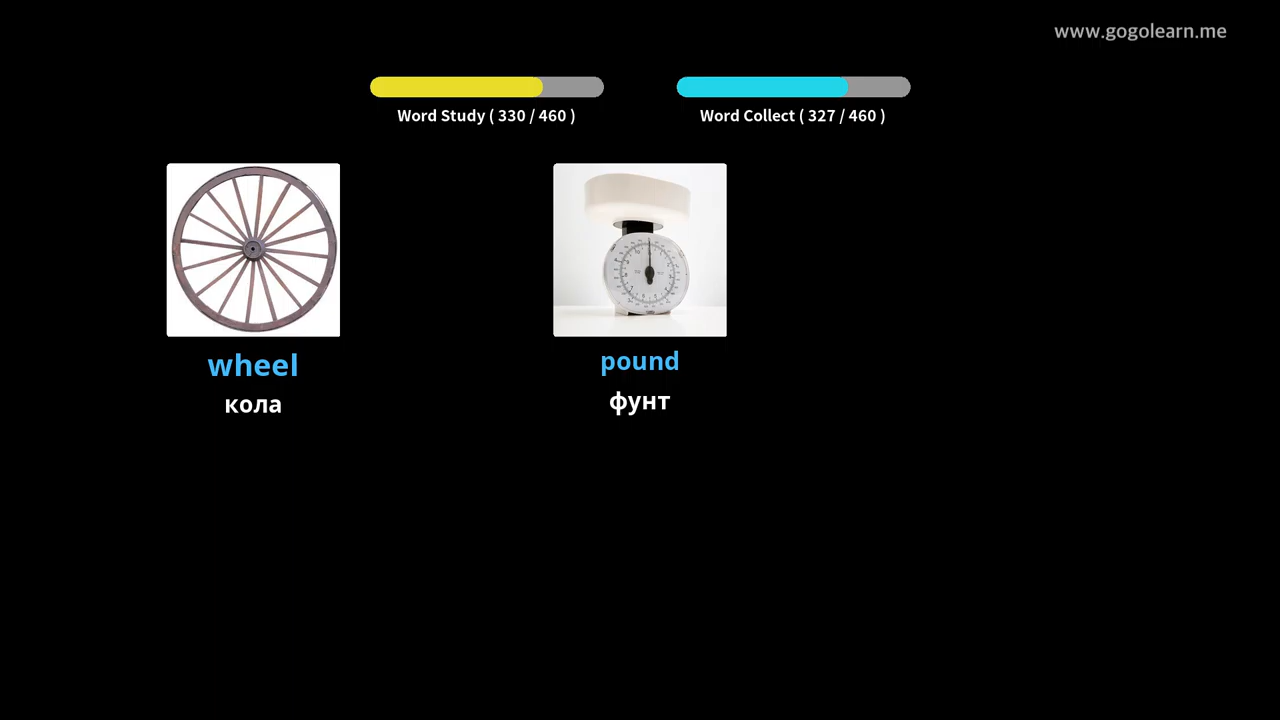 www.gogolearn.me
Word Study ( 330 / 460 )
Word Collect ( 327 / 460 )
wheel
кола
pound
фунт